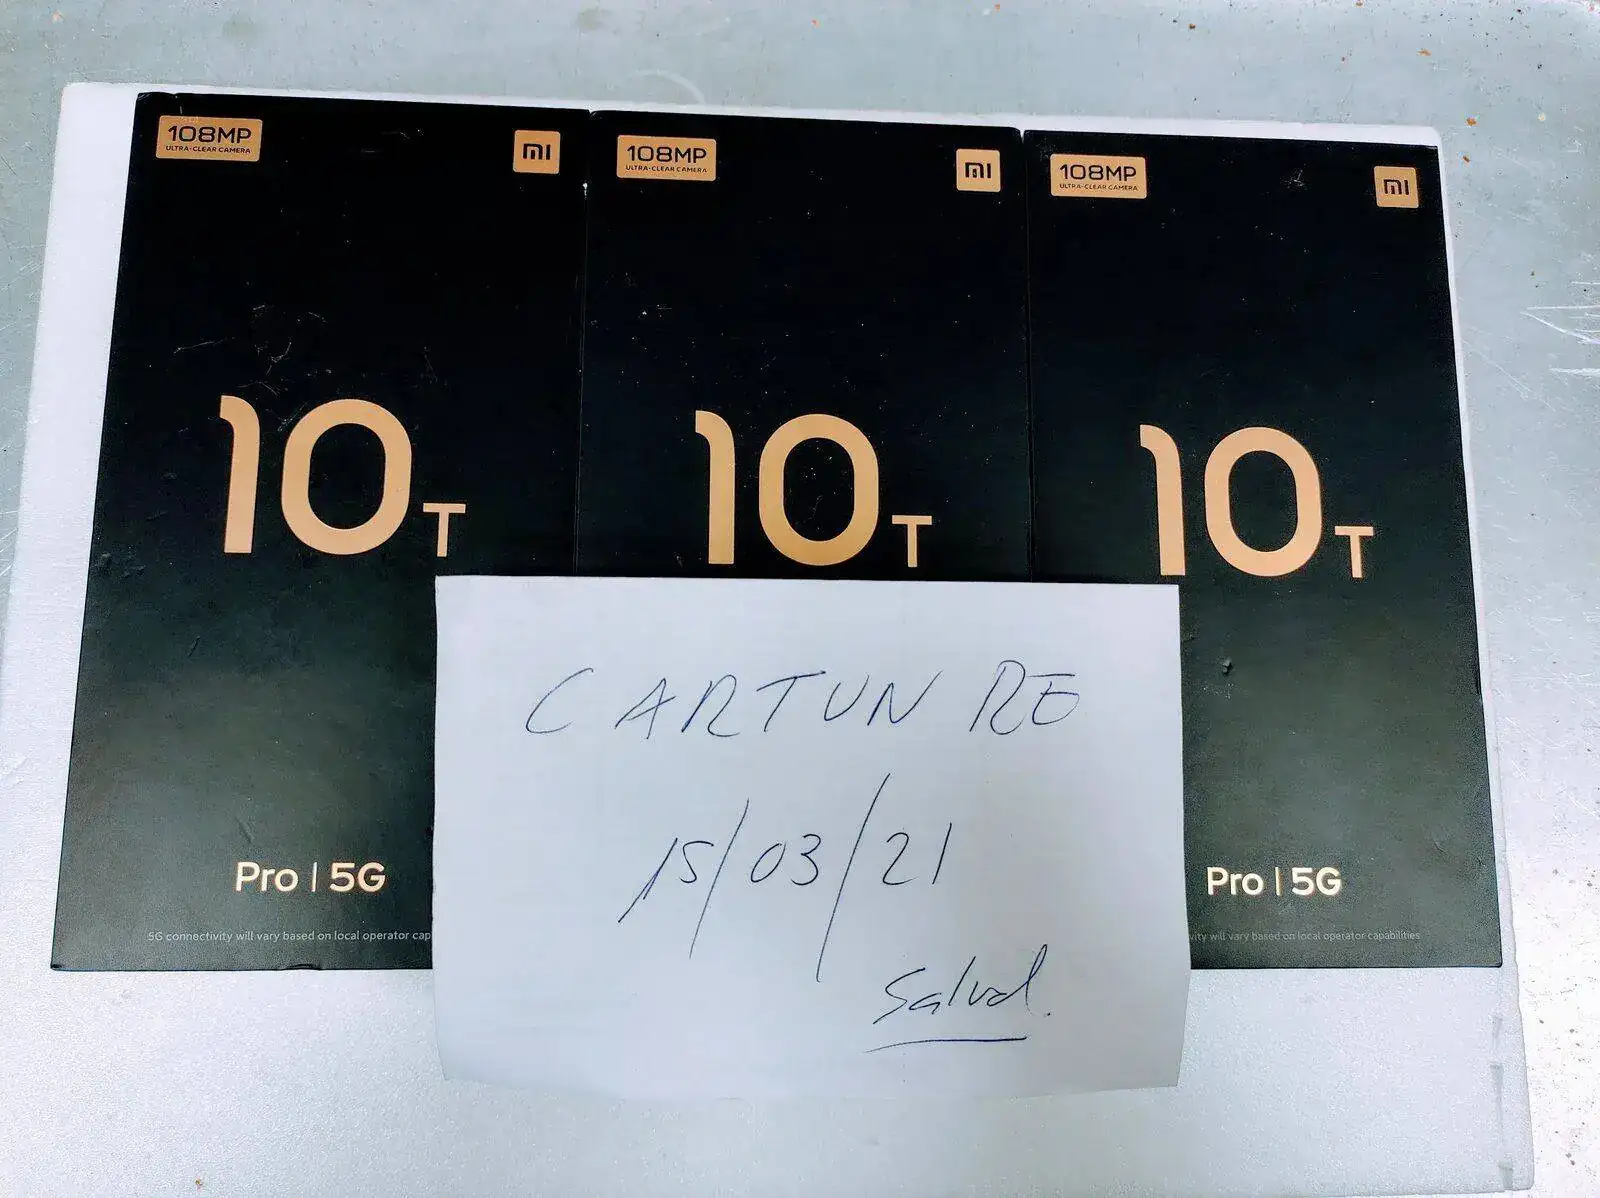 108MP
ULTRA-CLEAR CAMERA
mi
10T
Pro | 5G
5G connectivity will vary based on local operator cap
108MP
ULTRA-CLEAR CAMERA
mi
10T
108MP
ULTRA-CLEAR CAMERA
mi
10T
Pro | 5G
vity will vary based on local operator capabilities
CARTUN RE
15/03/21